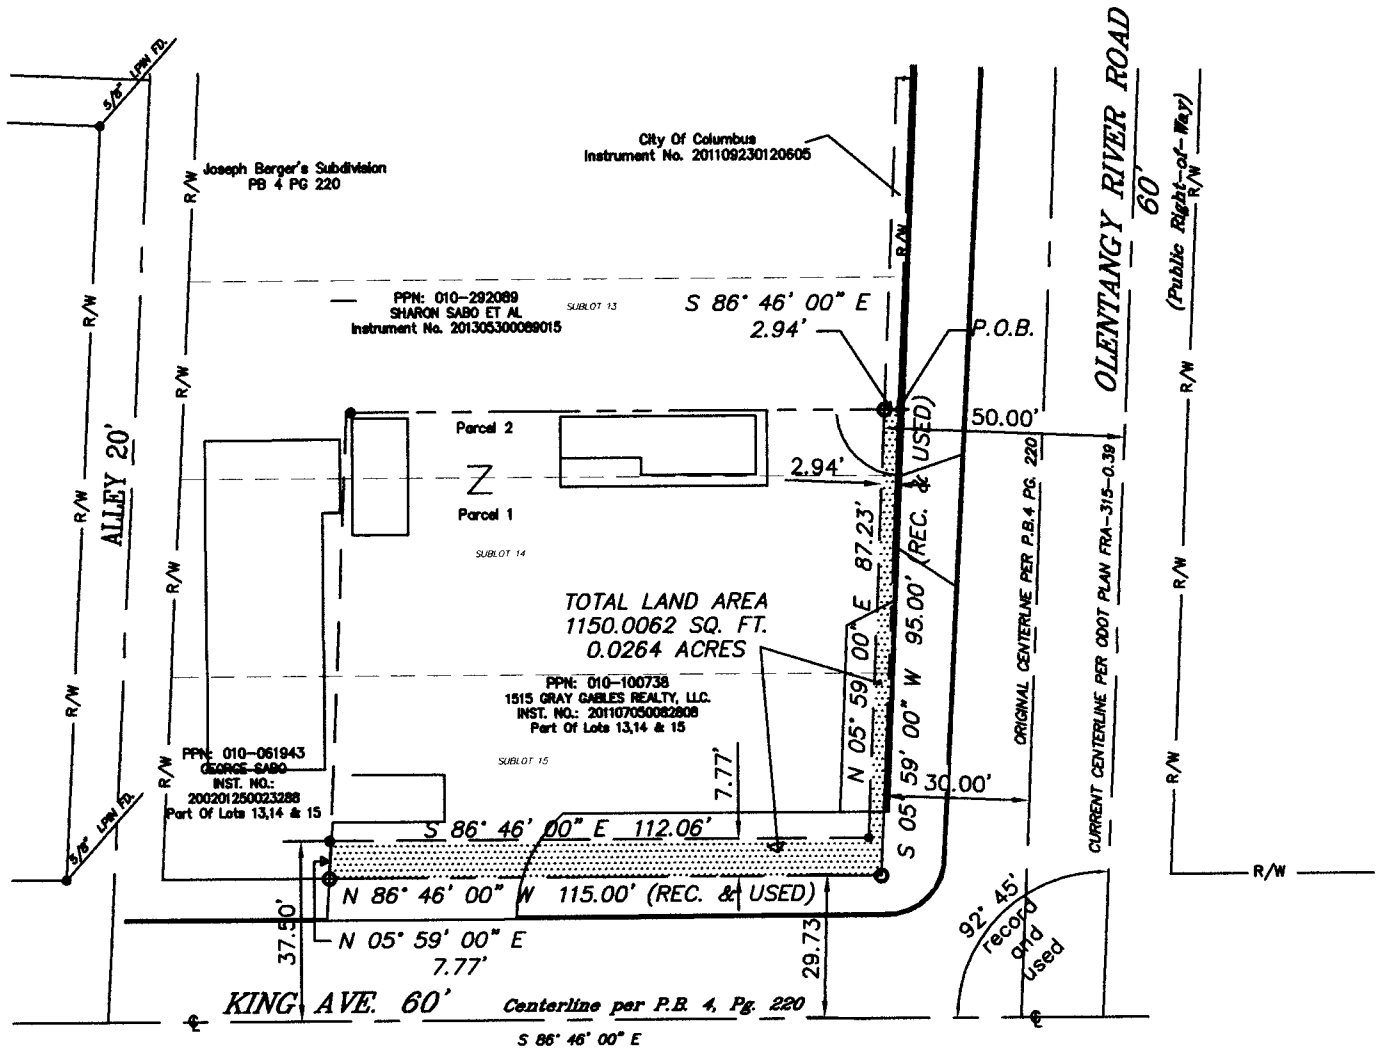 5/8" I.PIN FD.
Joseph Berger's Subdivision
PB 4 PG 220
City Of Columbus
Instrument No. 201109230120605
OLENTANGY RIVER ROAD
60'
(Public Right-of-Way)
R/W
R/W
R/W
R/W
R/W
R/W
R/W
R/W
R/W
R/W
R/W
R/W
R/W
R/W
PPN: 010-292089
SHARON SABO ET AL
Instrument No. 201305300089015
SUBLOT 13
S 86° 46' 00" E
2.94'
P.O.B.
50.00'
ALLEY 20'
Parcel 2
Z
Parcel 1
SUBLOT 14
2.94'
N 05° 59' 00" E 87.23'
S 05° 59' 00" W 95.00' (REC. & USED)
ORIGINAL CENTERLINE PER P.B.4 PG. 220
CURRENT CENTERLINE PER ODOT PLAN FRA-315-0.39
TOTAL LAND AREA
1150.0062 SQ. FT.
0.0264 ACRES
PPN: 010-100738
1515 GRAY GABLES REALTY, LLC.
INST. NO.: 201107050082808
Part Of Lots 13,14 & 15
SUBLOT 15
PPN: 010-061943
GEORGE SABO
INST. NO.:
200201250023288
Part Of Lots 13,14 & 15
5/8" I.PIN FD.
7.77'
30.00'
S 86° 46' 00" E 112.06'
N 86° 46' 00" W 115.00' (REC. & USED)
37.50'
N 05° 59' 00" E
7.77'
29.73'
92° 45'
record
and
used
KING AVE. 60'
Centerline per P.B. 4, Pg. 220
S 86° 46' 00" E